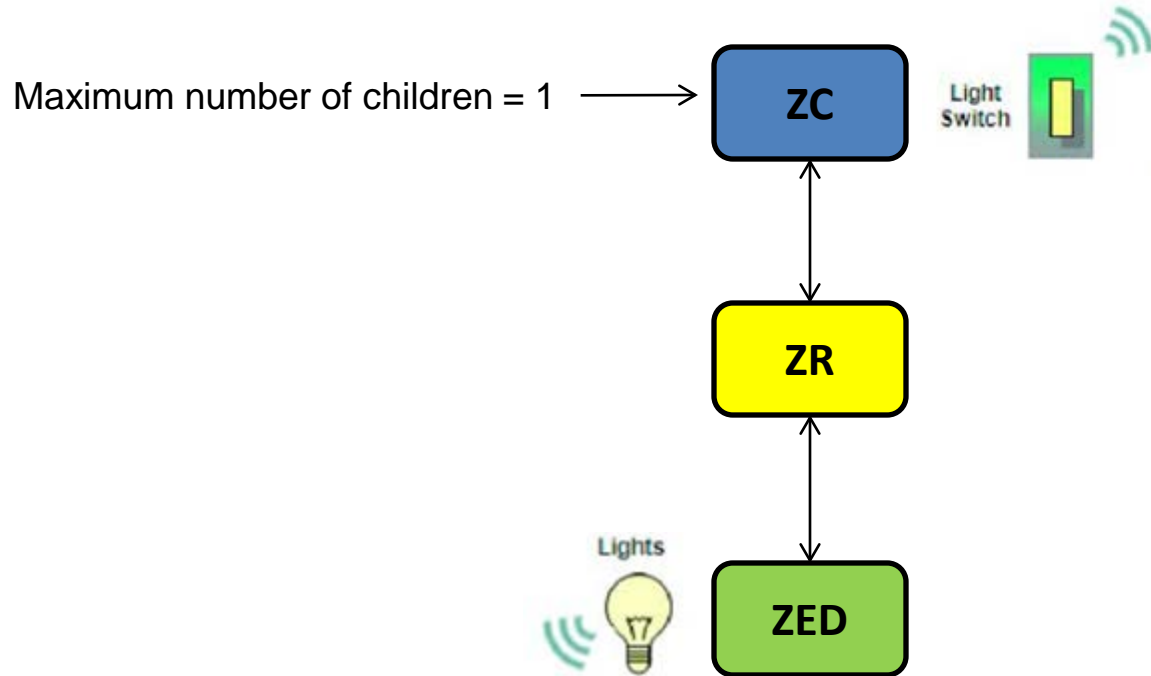 Maximum number of children = 1
ZC
Light
Switch
ZR
Lights
ZED